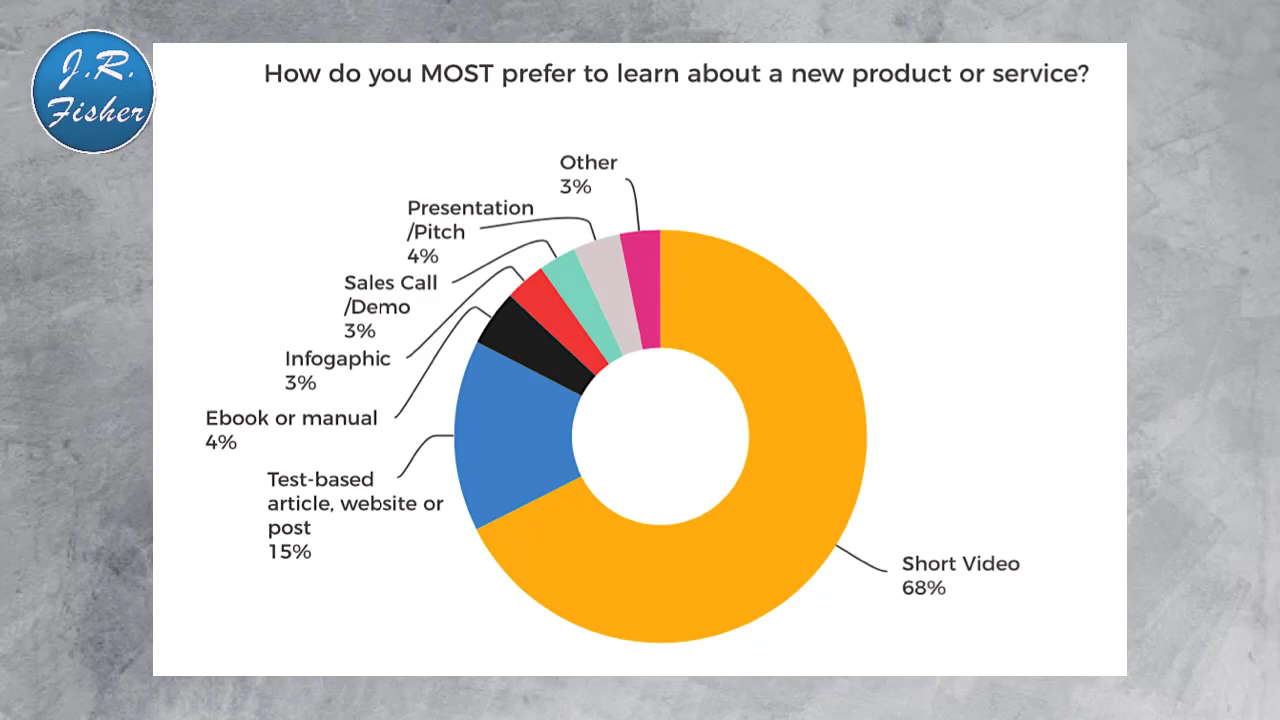 J.R.
Fisher
How do you MOST prefer to learn about a new product or service?
Other
3%
Presentation
/Pitch
4%
Sales Call
/Demo
3%
Infogaphic
3%
Ebook or manual
4%
Test-based
article, website or
post
15%
Short Video
68%